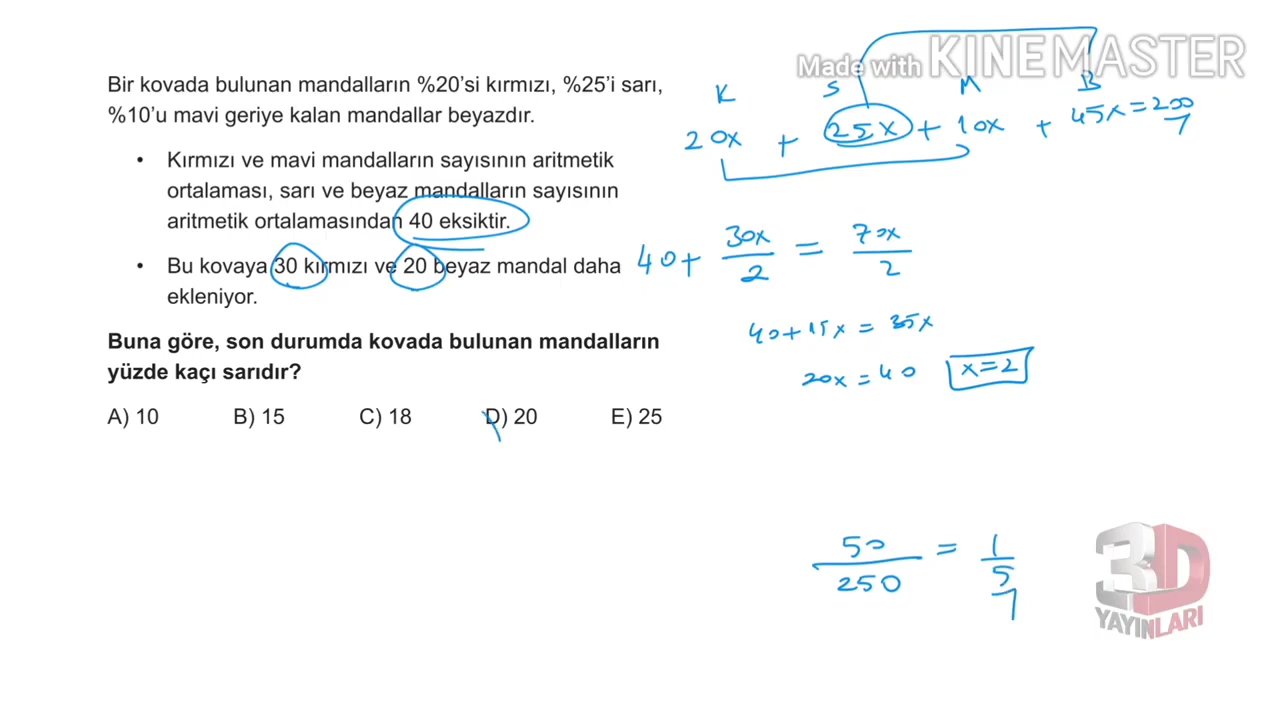 Made with KINEMASTER
Bir kovada bulunan mandalların %20'si kırmızı, %25'i sarı,
%10'u mavi geriye kalan mandallar beyazdır.
• Kırmızı ve mavi mandalların sayısının aritmetik
ortalaması, sarı ve beyaz mandalların sayısının
aritmetik ortalamasından 40 eksiktir.
• Bu kovaya 30 kırmızı ve 20 beyaz mandal daha
ekleniyor.
Buna göre, son durumda kovada bulunan mandalların
yüzde kaçı sarıdır?
A) 10 B) 15 C) 18 D) 20 E) 25
K S M B
20x + 25x + 10x + 45x = 200
40 + 30x/2 = 70x/2
40 + 15x = 35x
20x = 40 x = 2
50/250 = 1/5
3D
YAYINLARI